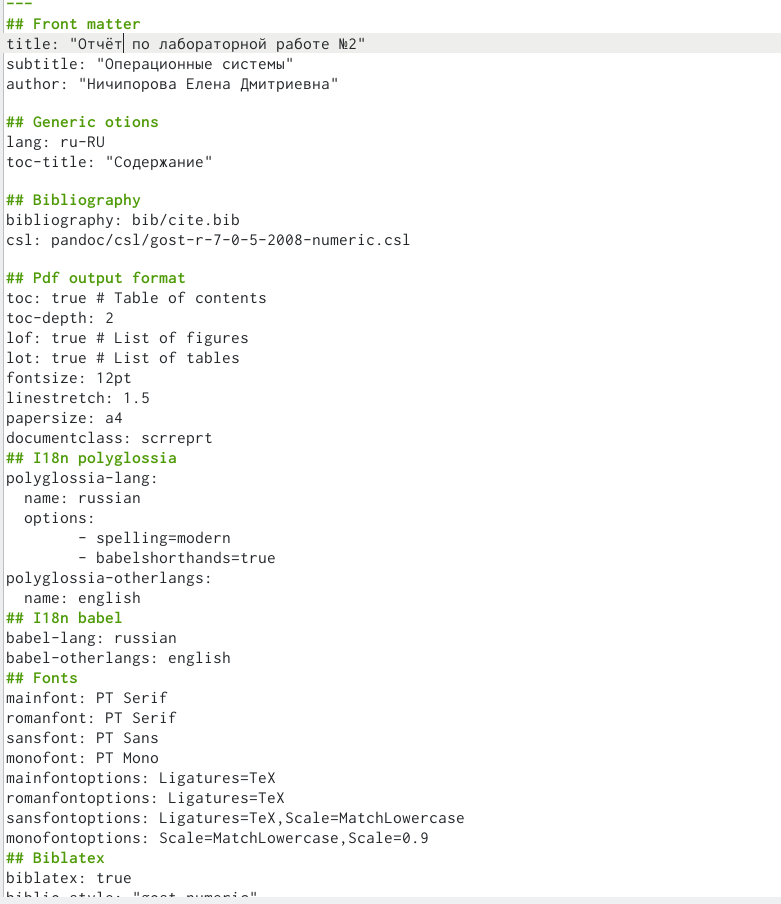 ---
## Front matter
title: "Отчёт по лабораторной работе №2"
subtitle: "Операционные системы"
author: "Ничипорова Елена Дмитриевна"

## Generic otions
lang: ru-RU
toc-title: "Содержание"

## Bibliography
bibliography: bib/cite.bib
csl: pandoc/csl/gost-r-7-0-5-2008-numeric.csl

## Pdf output format
toc: true # Table of contents
toc-depth: 2
lof: true # List of figures
lot: true # List of tables
fontsize: 12pt
linestretch: 1.5
papersize: a4
documentclass: scrreprt
## I18n polyglossia
polyglossia-lang:
  name: russian
  options:
        - spelling=modern
        - babelshorthands=true
polyglossia-otherlangs:
  name: english
## I18n babel
babel-lang: russian
babel-otherlangs: english
## Fonts
mainfont: PT Serif
romanfont: PT Serif
sansfont: PT Sans
monofont: PT Mono
mainfontoptions: Ligatures=TeX
romanfontoptions: Ligatures=TeX
sansfontoptions: Ligatures=TeX,Scale=MatchLowercase
monofontoptions: Scale=MatchLowercase,Scale=0.9
## Biblatex
biblatex: true
biblio-style: "gost-numeric"